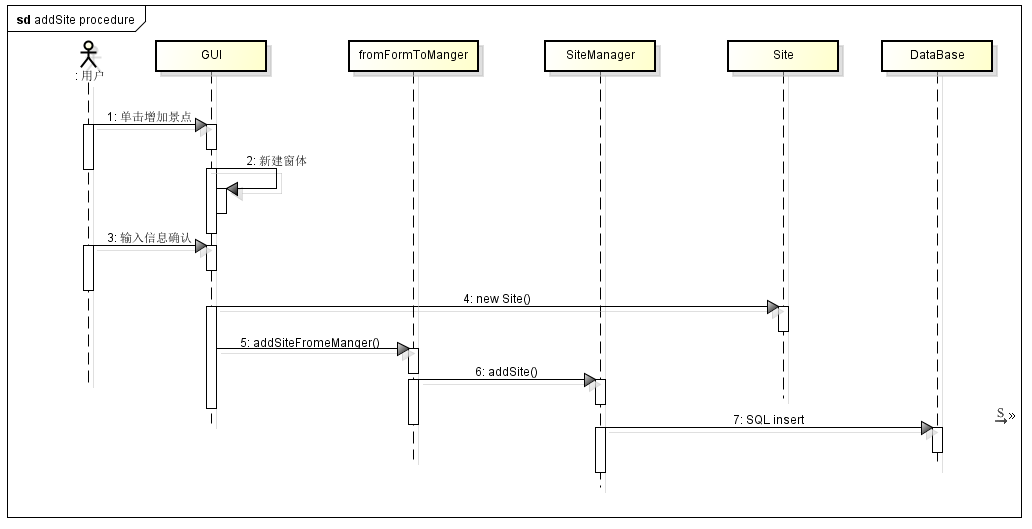 sd addSite procedure
GUI
fromFormToManger
SiteManager
Site
DataBase
: 用户
1: 单击增加景点
2: 新建窗体
3: 输入信息确认
4: new Site()
5: addSiteFromeManger()
6: addSite()
S »
7: SQL insert